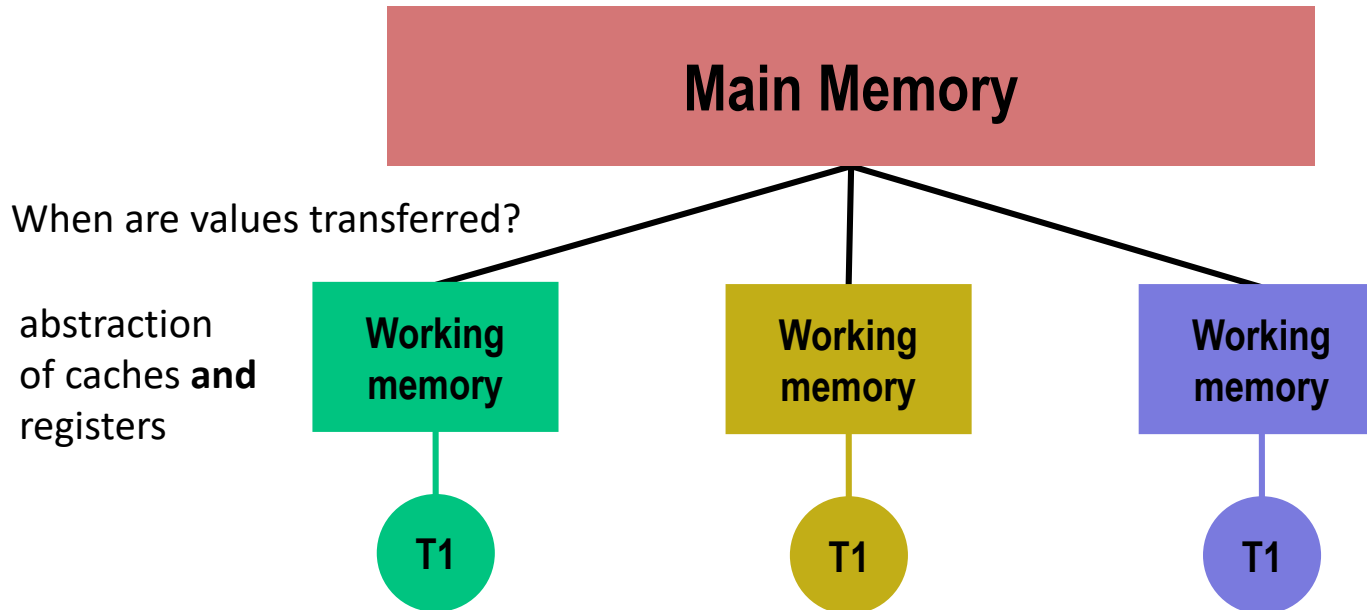 Main Memory
When are values transferred?
abstraction
of caches and
registers
Working
memory
Working
memory
Working
memory
T1
T1
T1